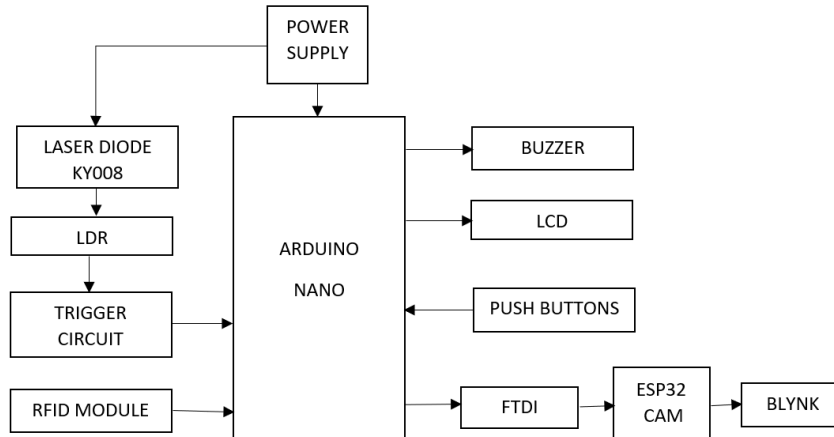 POWER
SUPPLY
LASER DIODE
KY008
LDR
TRIGGER
CIRCUIT
RFID MODULE
ARDUINO
NANO
BUZZER
LCD
PUSH BUTTONS
FTDI
ESP32
CAM
BLYNK